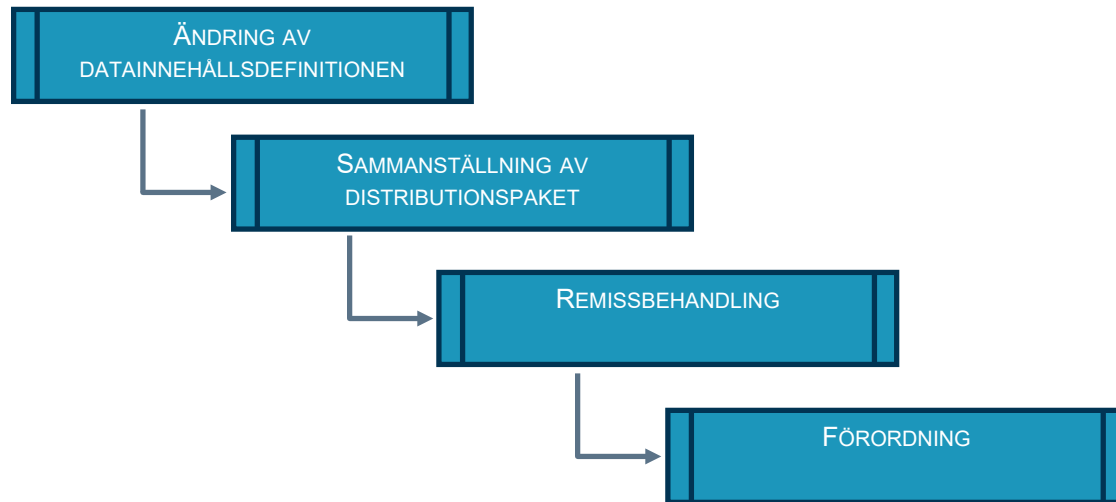 ÄNDRING AV
DATAINNEHÅLLSDEFINITIONEN
SAMMANSTÄLLNING AV
DISTRIBUTIONSPAKET
REMISSBEHANDLING
FÖRORDNING